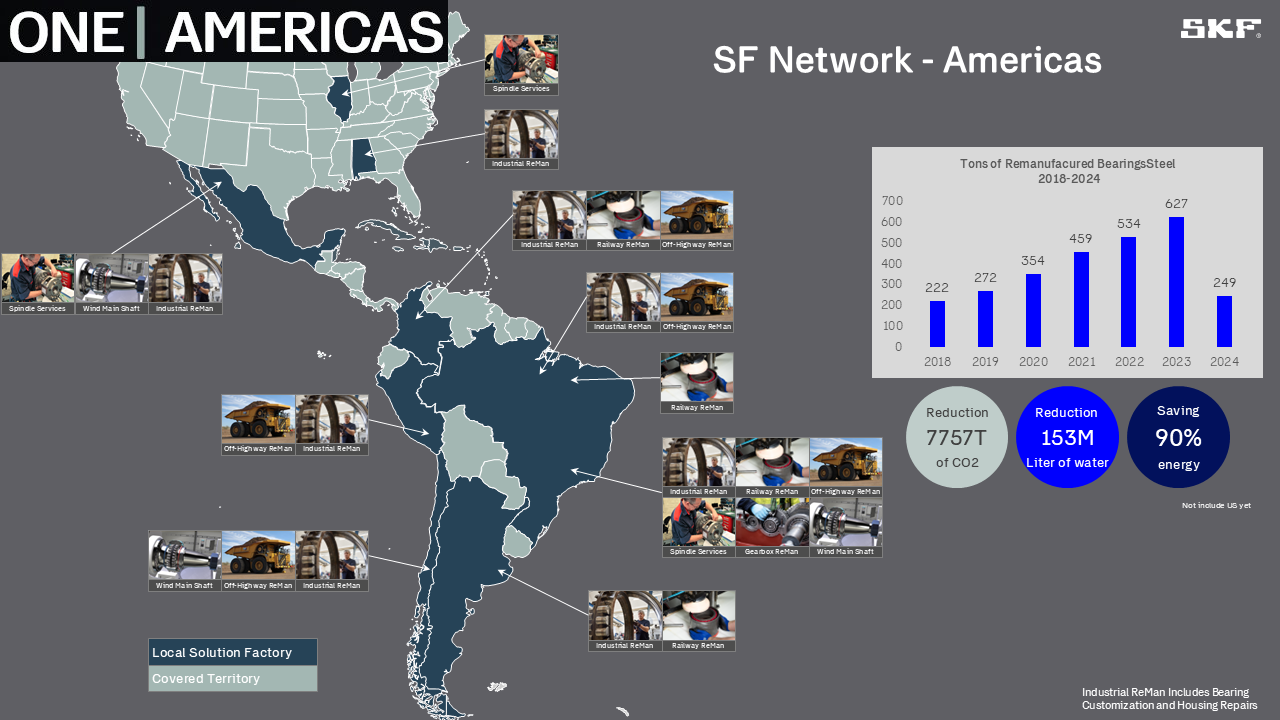 ONE | AMERICAS
SKF®
SF Network - Americas
Spindle Services
Industrial ReMan
Industrial ReMan Railway ReMan Off-Highway ReMan
Spindle Services Wind Main Shaft Industrial ReMan
Industrial ReMan Off-Highway ReMan
Railway ReMan
Off-Highway ReMan Industrial ReMan
Industrial ReMan Railway ReMan Off-Highway ReMan
Spindle Services Gearbox ReMan Wind Main Shaft
Wind Main Shaft Off-Highway ReMan Industrial ReMan
Industrial ReMan Railway ReMan
Local Solution Factory
Covered Territory
Tons of Remanufacured BearingsSteel
2018-2024
700
600
500
400
300
200
100
0
222 272 354 459 534 627 249
2018 2019 2020 2021 2022 2023 2024
Reduction
7757T
of CO2
Reduction
153M
Liter of water
Saving
90%
energy
Not include US yet
Industrial ReMan Includes Bearing
Customization and Housing Repairs